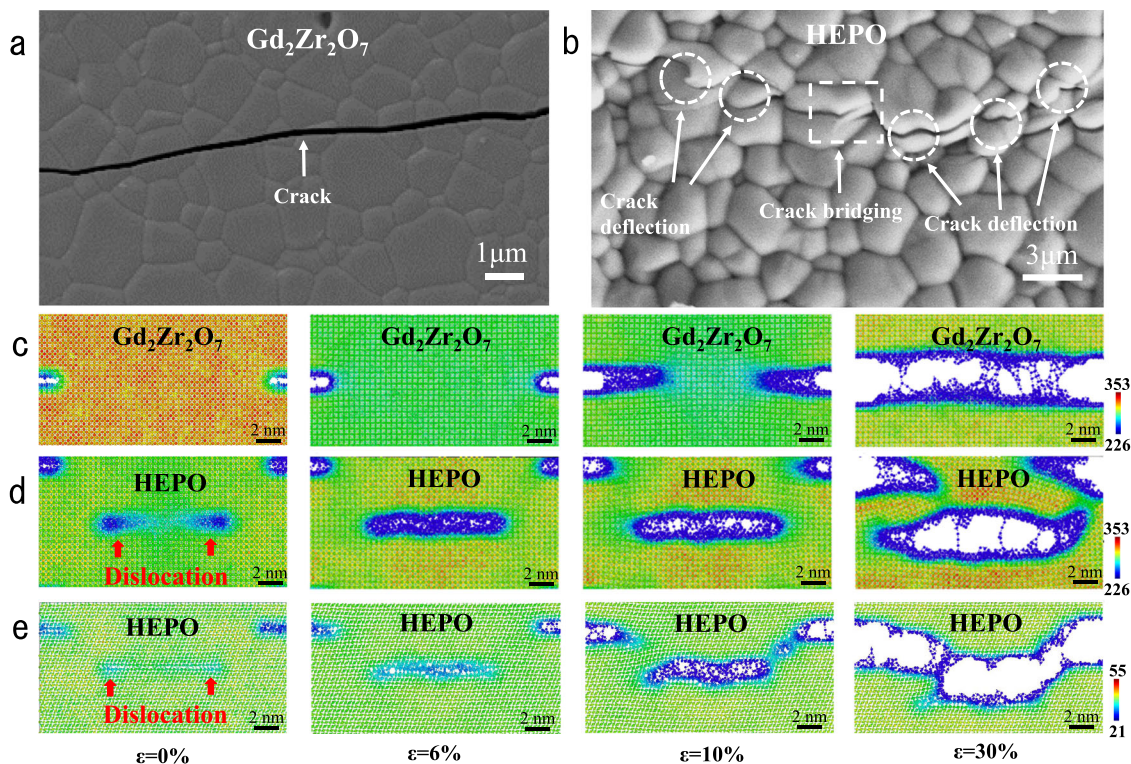 a
Gd₂Zr₂O₇
Crack
1μm
b
HEPO
Crack
deflection
Crack bridging
Crack deflection
3μm
c
Gd₂Zr₂O₇
2 nm
Gd₂Zr₂O₇
2 nm
Gd₂Zr₂O₇
2 nm
Gd₂Zr₂O₇
2 nm
353
226
d
HEPO
Dislocation
2 nm
HEPO
2 nm
HEPO
2 nm
HEPO
2 nm
353
226
e
HEPO
Dislocation
2 nm
HEPO
2 nm
HEPO
2 nm
HEPO
2 nm
55
21
ε=0%
ε=6%
ε=10%
ε=30%